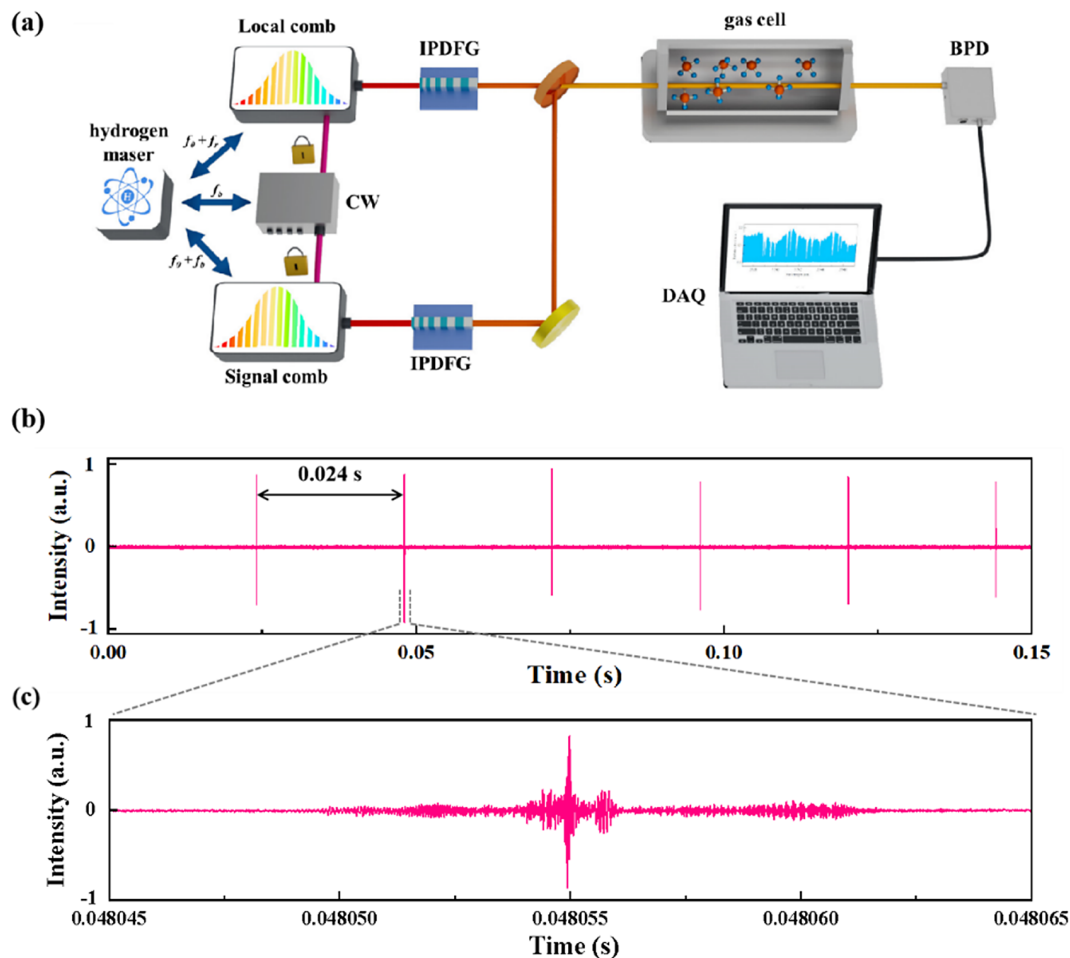 (a)
Local comb
IPDFG
gas cell
BPD
hydrogen
maser
f₀+fᵣ
H
f_b
CW
f₀+f_b
DAQ
Signal comb
IPDFG
(b)
Intensity (a.u.)
1
0
-1
0.024 s
0.00
0.05
0.10
0.15
Time (s)
(c)
Intensity (a.u.)
1
0
-1
0.048045
0.048050
0.048055
0.048060
0.048065
Time (s)